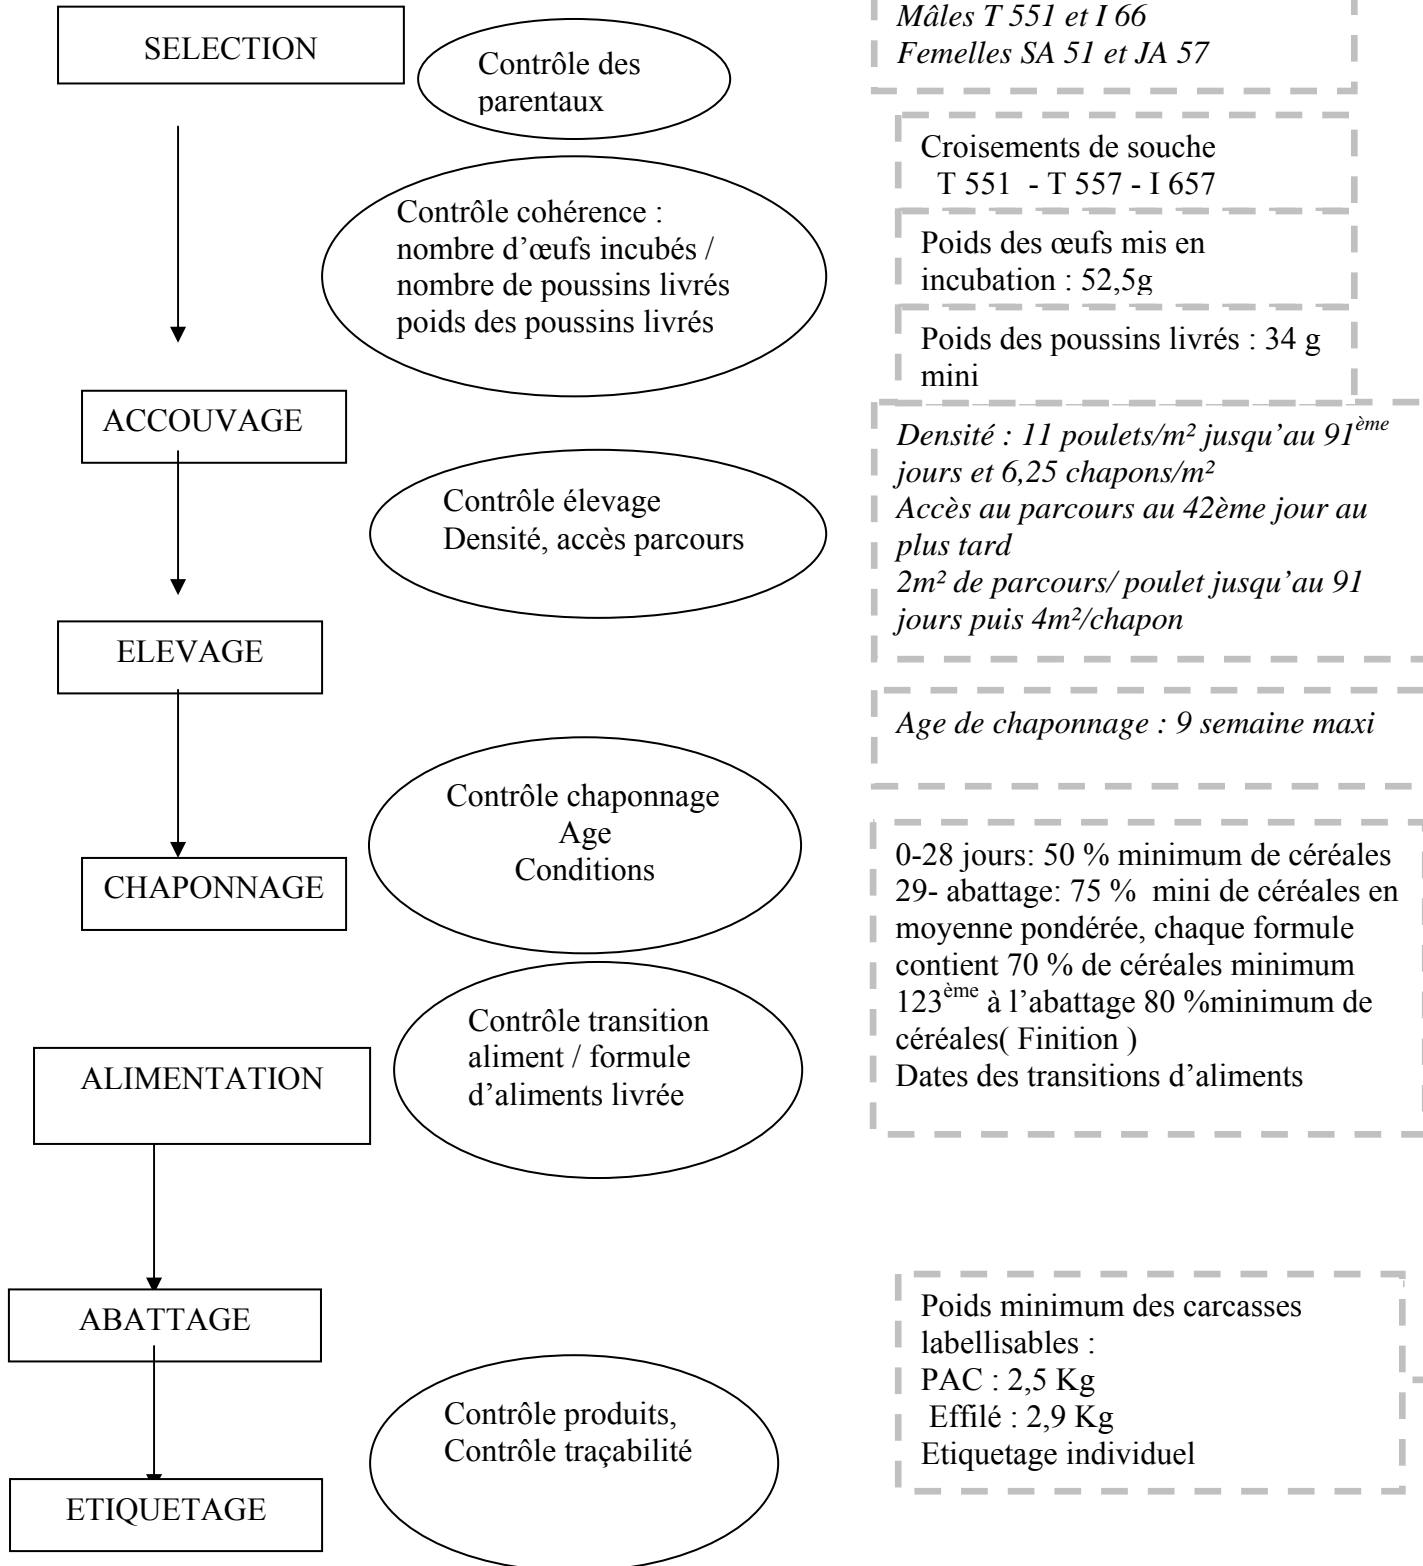 SELECTION
Contrôle des
parentaux
Mâles T 551 et I 66
Femelles SA 51 et JA 57
Croisements de souche
T 551 - T 557 - I 657
Contrôle cohérence :
nombre d'œufs incubés /
nombre de poussins livrés
poids des poussins livrés
Poids des œufs mis en
incubation : 52,5g
Poids des poussins livrés : 34 g
mini
ACCOUVAGE
Densité : 11 poulets/m² jusqu'au 91ème
jours et 6,25 chapons/m²
Accès au parcours au 42ème jour au
plus tard
2m² de parcours/ poulet jusqu'au 91
jours puis 4m²/chapon
Contrôle élevage
Densité, accès parcours
ELEVAGE
Age de chaponnage : 9 semaine maxi
Contrôle chaponnage
Age
Conditions
CHAPONNAGE
0-28 jours: 50 % minimum de céréales
29- abattage: 75 % mini de céréales en
moyenne pondérée, chaque formule
contient 70 % de céréales minimum
123ème à l'abattage 80 %minimum de
céréales( Finition )
Dates des transitions d'aliments
Contrôle transition
aliment / formule
d'aliments livrée
ALIMENTATION
ABATTAGE
Poids minimum des carcasses
labellisables :
PAC : 2,5 Kg
Effilé : 2,9 Kg
Etiquetage individuel
Contrôle produits,
Contrôle traçabilité
ETIQUETAGE